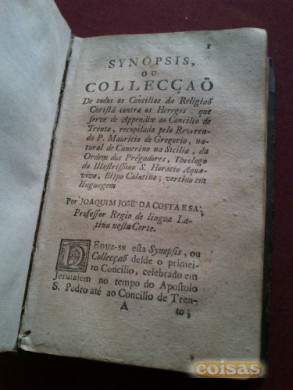 1
SYNOPSIS,
OU
COLLECÇAÕ
De todos os Concilios da Religiaõ
Christã contra os Hereges, que
serve de Appendix ao Concilio de
Trento, recopilada pelo Reveren-
do P. Mauricio de Gregorio, na-
tural de Camerino na Sicilia, da
Ordem dos Prégadores, Theologo
do Illustrissimo S. Horacio Aqua-
viva, Bispo Calatino; vertida em
linguagem
Por JOAQUIM JOSE' DA COSTA E SA',
Professor Regio de lingua La-
tina nesta Corte.
DEduz-se esta Synopsis, ou
Collecçaõ desde o primei-
ro Concilio, celebrado em
Jerusalem no tempo do Apostolo
S. Pedro até ao Concilio de Tren-
A
to;
coisas